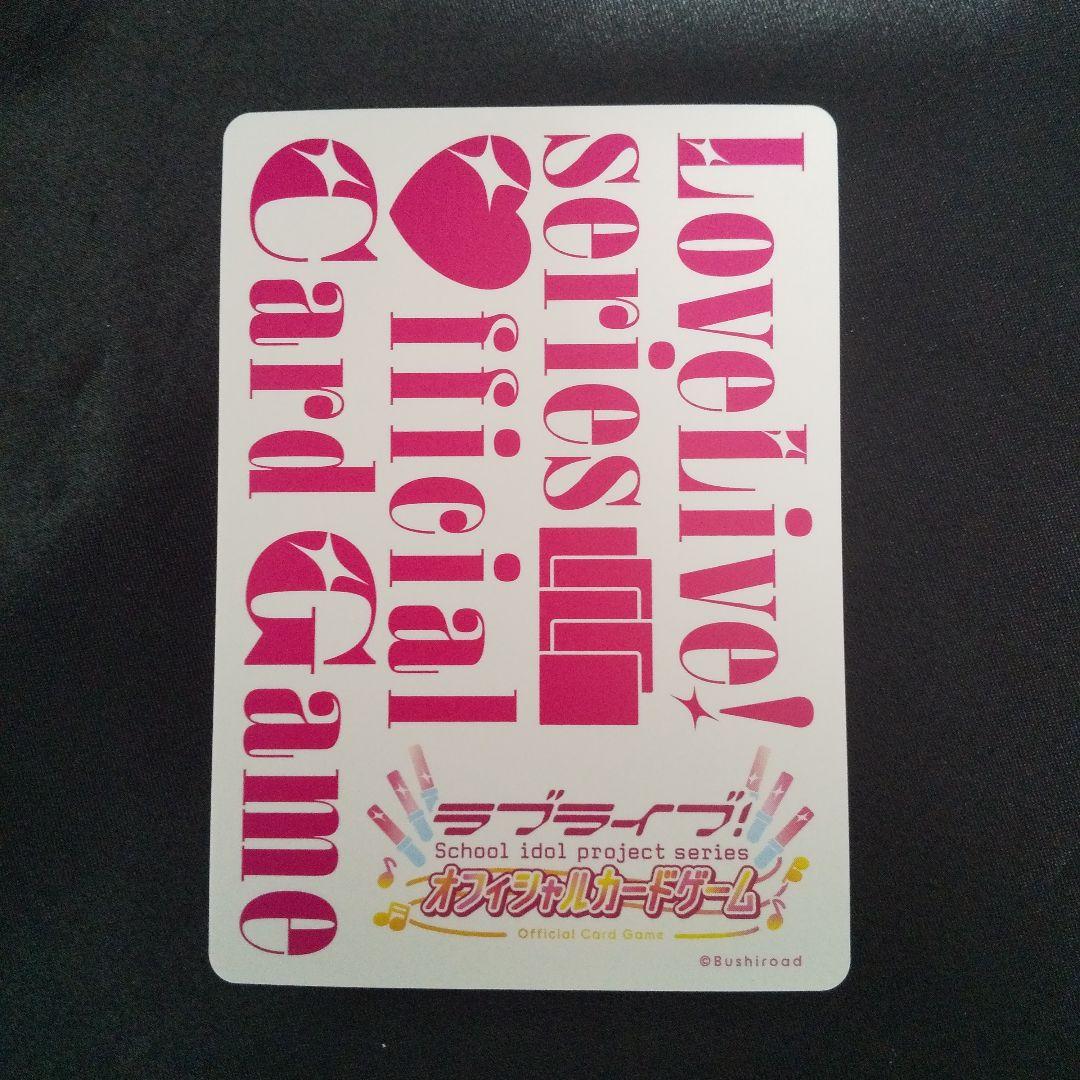 LoveLive!
series
♥fficial
Card Game
ラブライブ!
School idol project series
オフィシャルカードゲーム
Official Card Game
©Bushiroad